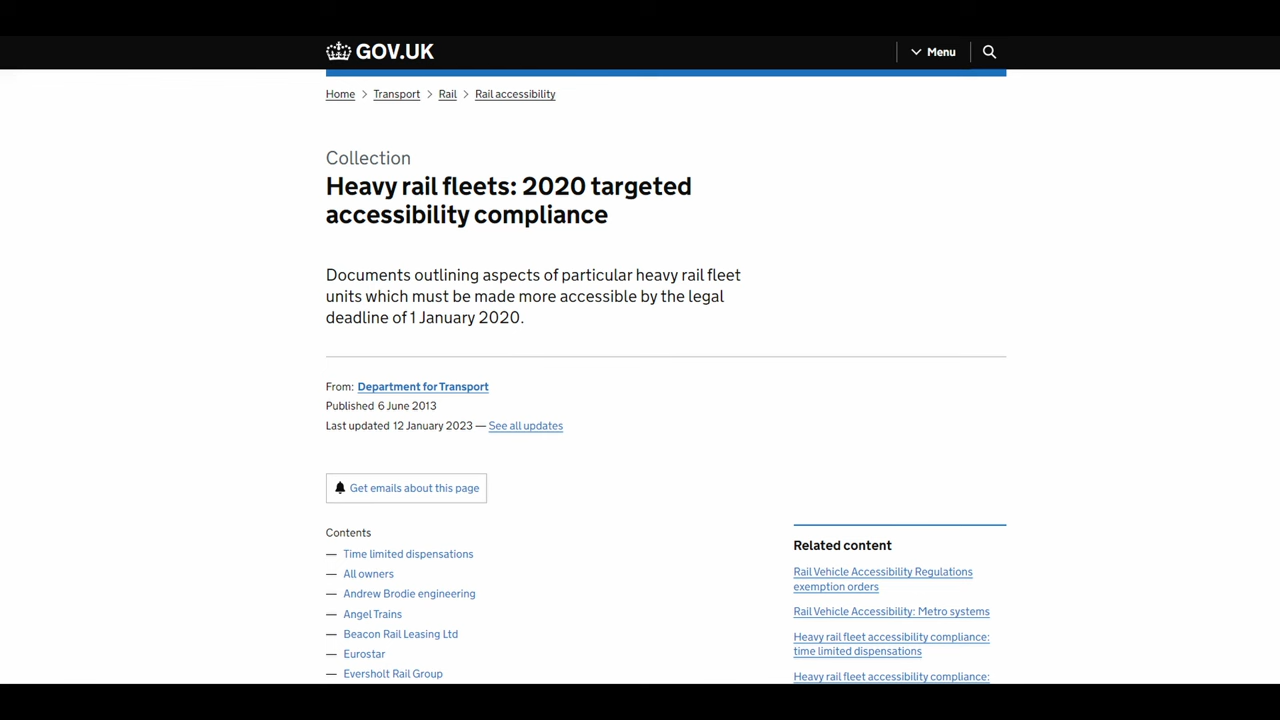 GOV.UK
Menu
Home
Transport
Rail
Rail accessibility
Collection
Heavy rail fleets: 2020 targeted
accessibility compliance
Documents outlining aspects of particular heavy rail fleet
units which must be made more accessible by the legal
deadline of 1 January 2020.
From: Department for Transport
Published 6 June 2013
Last updated 12 January 2023 — See all updates
Get emails about this page
Contents
— Time limited dispensations
— All owners
— Andrew Brodie engineering
— Angel Trains
— Beacon Rail Leasing Ltd
— Eurostar
— Eversholt Rail Group
Related content
Rail Vehicle Accessibility Regulations
exemption orders
Rail Vehicle Accessibility: Metro systems
Heavy rail fleet accessibility compliance:
time limited dispensations
Heavy rail fleet accessibility compliance: